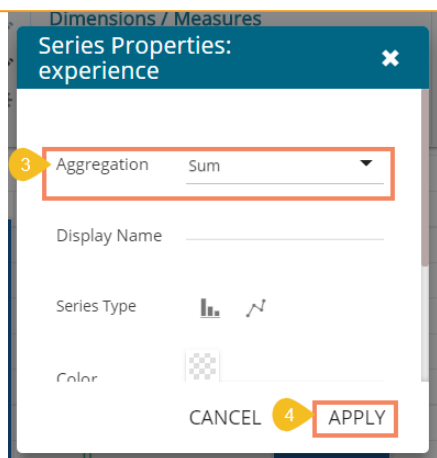 Dimensions / Measures
Series Properties:
experience
3 Aggregation Sum
Display Name
Series Type
Color
CANCEL 4 APPLY